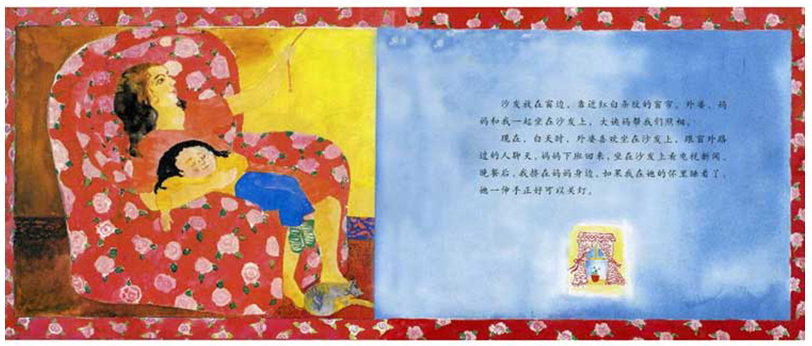 沙发放在窗边，靠近红白条纹的窗帘。外婆、妈
妈和我一起坐在沙发上，大姨妈帮我们照相。
现在，白天时，外婆喜欢坐在沙发上，跟窗外路
边的人聊天。妈妈下班回来，坐在沙发上看电视新闻。
晚餐后，我挤在妈妈身边，如果我在她的怀里睡着了，
她一伸手正好可以关灯。